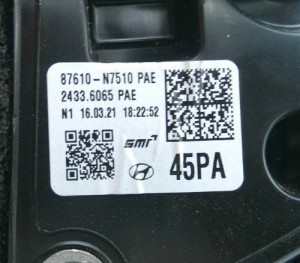 87610-N7510 PAE
2433.6065 PAE
N1 16.03.21 18:22:52
smr
45PA